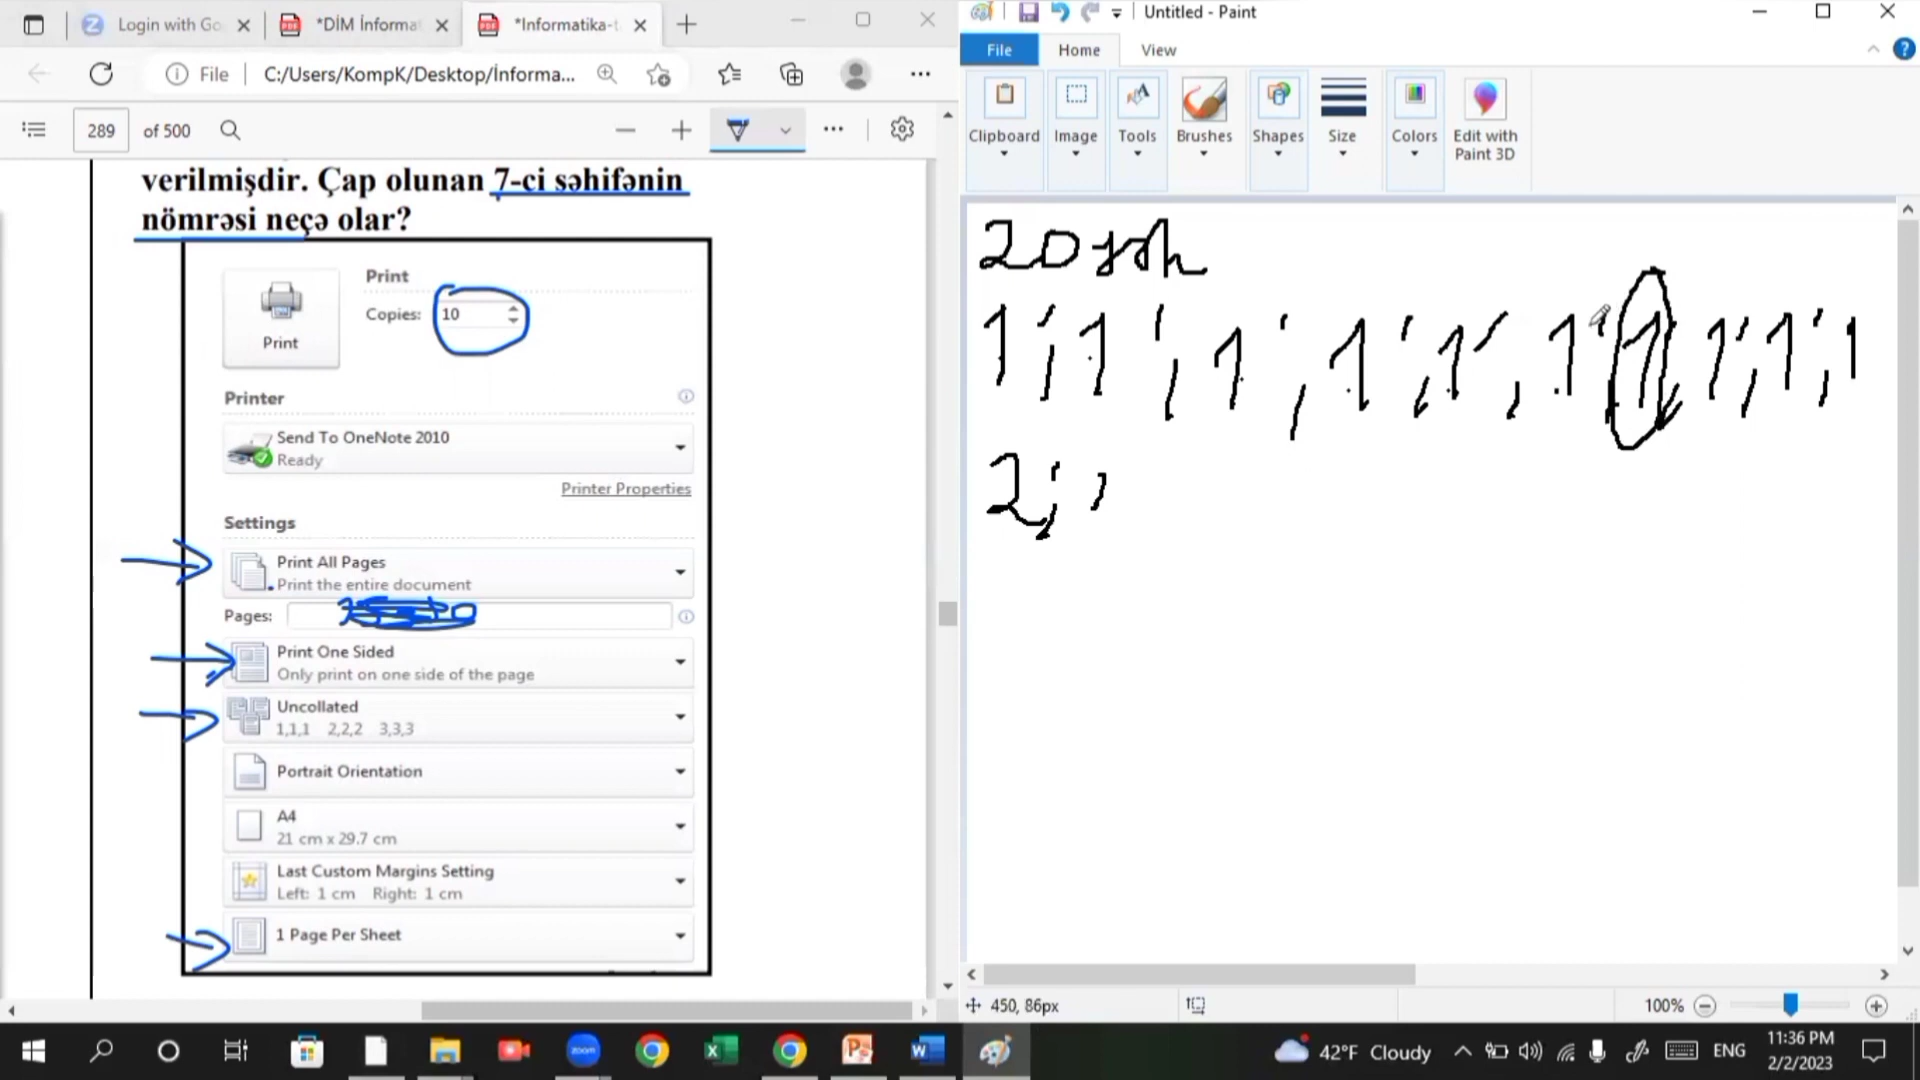 Login with Go
*DİM İnforma
*Informatika-t
File
C:/Users/KompK/Desktop/İnforma...
289 of 500
verilmişdir. Çap olunan 7-ci səhifənin
nömrəsi neçə olar?
Print
Copies: 10
Print
Printer
Send To OneNote 2010
Ready
Printer Properties
Settings
Print All Pages
Print the entire document
Pages:
Print One Sided
Only print on one side of the page
Uncollated
1,1,1 2,2,2 3,3,3
Portrait Orientation
A4
21 cm x 29.7 cm
Last Custom Margins Setting
Left: 1 cm Right: 1 cm
1 Page Per Sheet
Untitled - Paint
File Home View
Clipboard Image Tools Brushes Shapes Size Colors Edit with
Paint 3D
20 səh
1, 1, 1, 1, 1, 1, 1, 1, 1, 1
2,
450, 86px
100%
42°F Cloudy
ENG
11:36 PM
2/2/2023